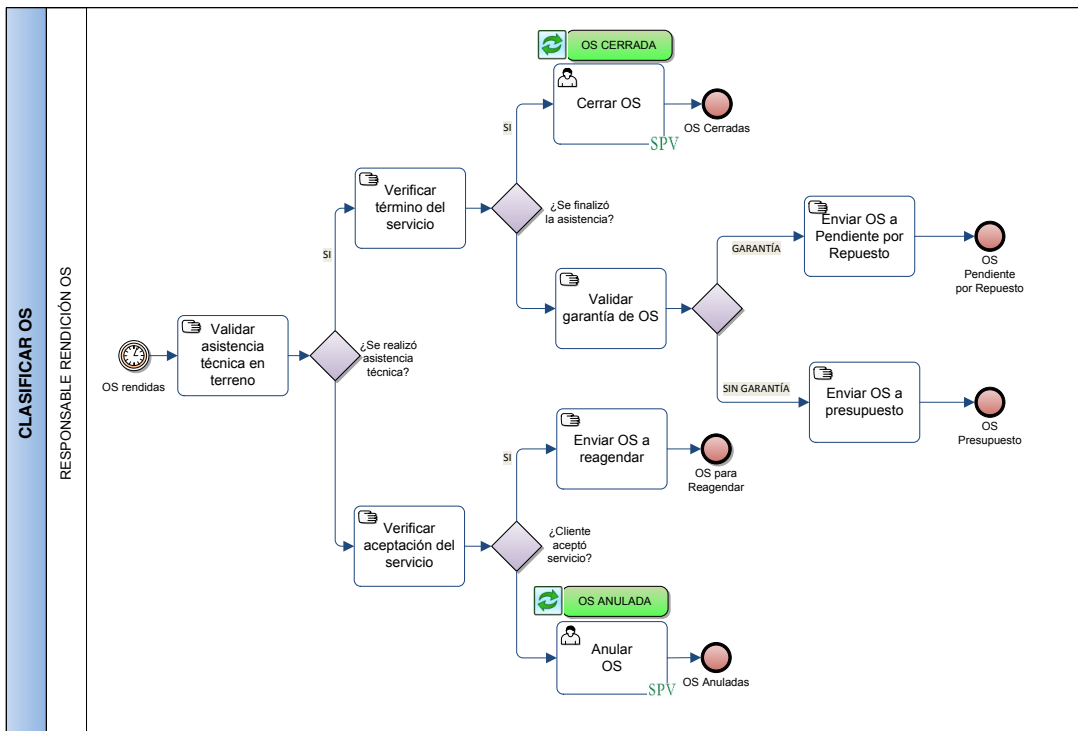 CLASIFICAR OS
RESPONSABLE RENDICIÓN OS
OS rendidas
Validar
asistencia
técnica en
terreno
¿Se realizó
asistencia
técnica?
SI
Verificar
término del
servicio
¿Se finalizó
la asistencia?
SI
OS CERRADA
Cerrar OS
SPV
OS Cerradas
Validar
garantía de OS
GARANTÍA
Enviar OS a
Pendiente por
Repuesto
OS
Pendiente
por Repuesto
SIN GARANTÍA
Enviar OS a
presupuesto
OS
Presupuesto
Verificar
aceptación del
servicio
¿Cliente
aceptó
servicio?
SI
Enviar OS a
reagendar
OS para
Reagendar
OS ANULADA
Anular
OS
SPV
OS Anuladas